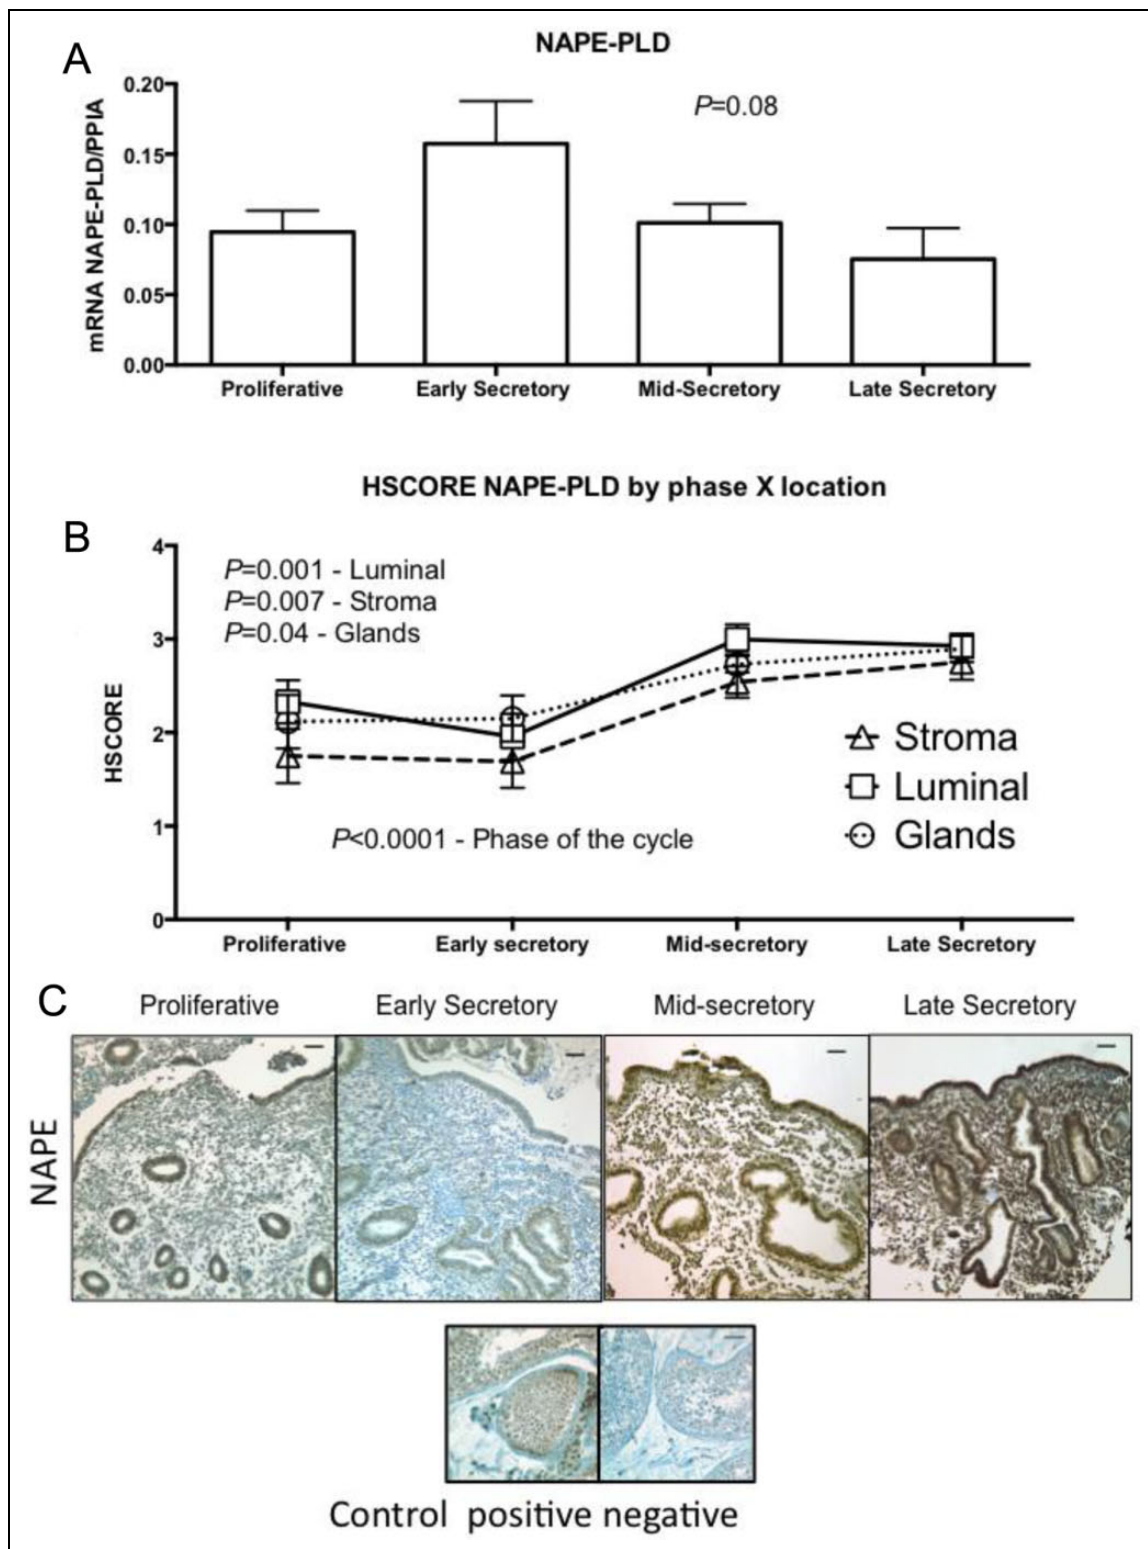 A
NAPE-PLD
mRNA NAPE-PLD/PPIA
0.20
0.15
0.10
0.05
0.00
P=0.08
Proliferative Early Secretory Mid-Secretory Late Secretory
HSCORE NAPE-PLD by phase X location
B
HSCORE
4
3
2
1
0
P=0.001 - Luminal
P=0.007 - Stroma
P=0.04 - Glands
Stroma
Luminal
Glands
P<0.0001 - Phase of the cycle
Proliferative Early secretory Mid-secretory Late Secretory
C
Proliferative Early Secretory Mid-secretory Late Secretory
NAPE
Control positive negative